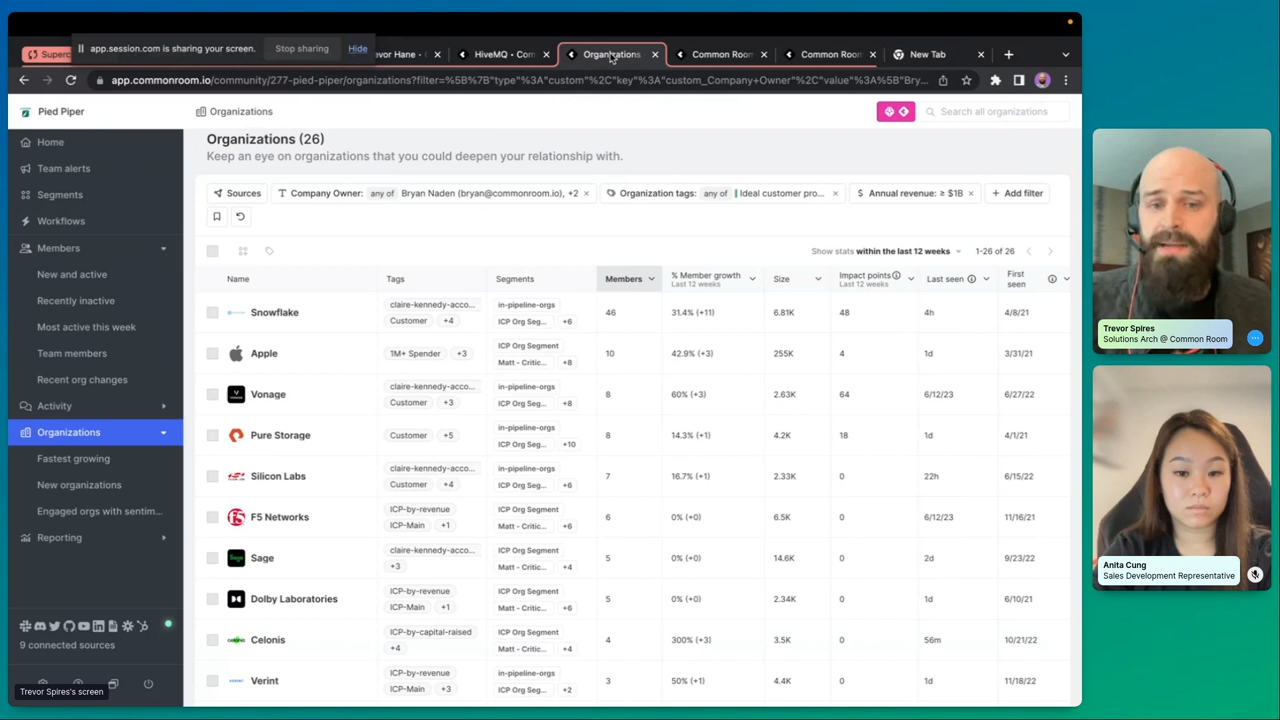 Superc
app.session.com is sharing your screen.
Stop sharing
Hide
vor Hane - C
HiveMQ - Com
Organizations
Common Room
Common Room
New Tab
app.commonroom.io/community/277-pied-piper/organizations?filter=%5B%7B"type"%3A"custom"%2C"key"%3A"custom_Company+Owner"%2C"value"%3A%5B"Bry...
Pied Piper
Organizations
Search all organizations
Home
Team alerts
Segments
Workflows
Members
New and active
Recently inactive
Most active this week
Team members
Recent org changes
Activity
Organizations
Fastest growing
New organizations
Engaged orgs with sentim...
Reporting
9 connected sources
Trevor Spires's screen
Organizations (26)
Keep an eye on organizations that you could deepen your relationship with.
Sources
Company Owner: any of Bryan Naden (bryan@commonroom.io), +2 ×
Organization tags: any of Ideal customer pro... ×
Annual revenue: ≥ $1B ×
Add filter
Show stats within the last 12 weeks
1-26 of 26
Name Tags Segments Members % Member growth Last 12 weeks Size Impact points Last 12 weeks Last seen First seen
claire-kennedy-acco... in-pipeline-orgs
Snowflake 46 31.4% (+11) 6.81K 48 4h 4/8/21
Customer +4 ICP Org Seg... +6
ICP Org Segment
Apple 1M+ Spender +3 10 42.9% (+3) 255K 4 1d 3/31/21
Matt - Critic... +8
claire-kennedy-acco... in-pipeline-orgs
Vonage 8 60% (+3) 2.63K 64 6/12/23 6/27/22
Customer +3 ICP Org Seg... +8
in-pipeline-orgs
Pure Storage Customer +5 8 14.3% (+1) 4.2K 18 1d 4/1/21
ICP Org Seg... +10
claire-kennedy-acco... in-pipeline-orgs
Silicon Labs 7 16.7% (+1) 2.33K 0 22h 6/15/22
Customer +4 ICP Org Seg... +6
ICP-by-revenue ICP Org Segment
F5 Networks 6 0% (+0) 6.5K 0 6/12/23 11/16/21
ICP-Main +1 Matt - Critic... +6
claire-kennedy-acco... ICP Org Segment
Sage 5 0% (+0) 14.6K 0 2d 9/23/22
+3 Matt - Critic... +4
ICP-by-revenue ICP Org Segment
Dolby Laboratories 5 0% (+0) 2.34K 0 1d 6/10/21
ICP-Main +1 Matt - Critic... +6
ICP-by-capital-raised ICP Org Segment
Celonis 4 300% (+3) 3.5K 0 56m 10/21/22
+4 Matt - Critic... +4
ICP-by-revenue in-pipeline-orgs
Verint 3 50% (+1) 4.4K 0 1d 11/18/22
ICP-Main +3 ICP Org Seg... +2
Trevor Spires
Solutions Arch @ Common Room
Anita Cung
Sales Development Representative